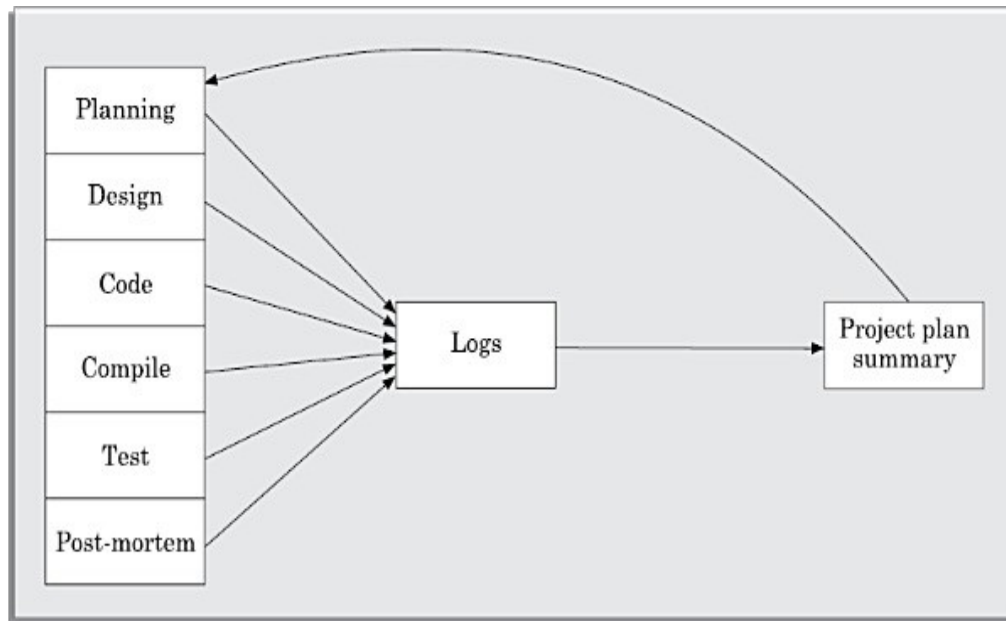 Planning
Design
Code
Compile
Test
Post-mortem
Logs
Project plan
summary